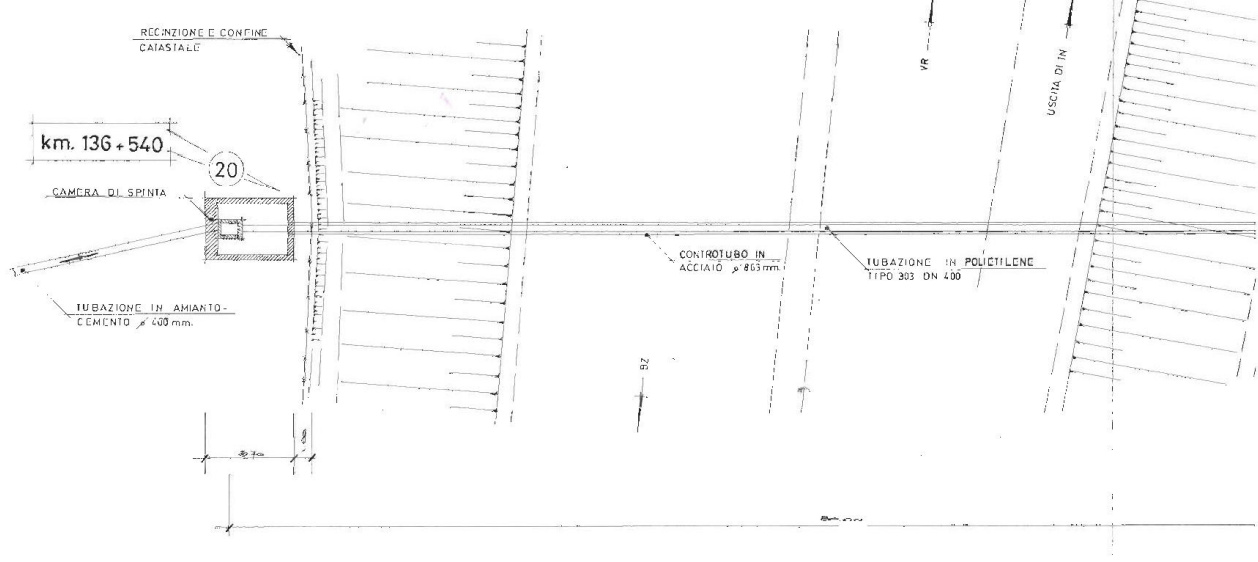 RECINZIONE E CONFINE
CATASTALE
VR
USCITA DI IN
km. 136+540
20
CAMERA DI SPINTA
CONTROTUBO IN
ACCIAIO ø 863 mm.
TUBAZIONE IN POLIETILENE
TIPO 303 DN 400
TUBAZIONE IN AMIANTO-
CEMENTO ø 400 mm.
BZ